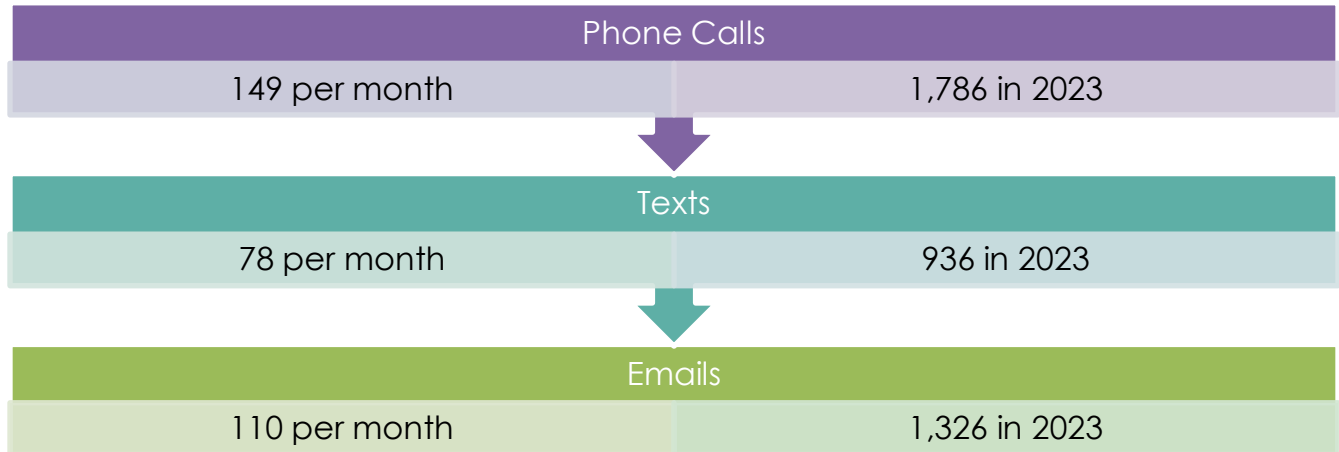 Phone Calls
149 per month 1,786 in 2023
Texts
78 per month 936 in 2023
Emails
110 per month 1,326 in 2023